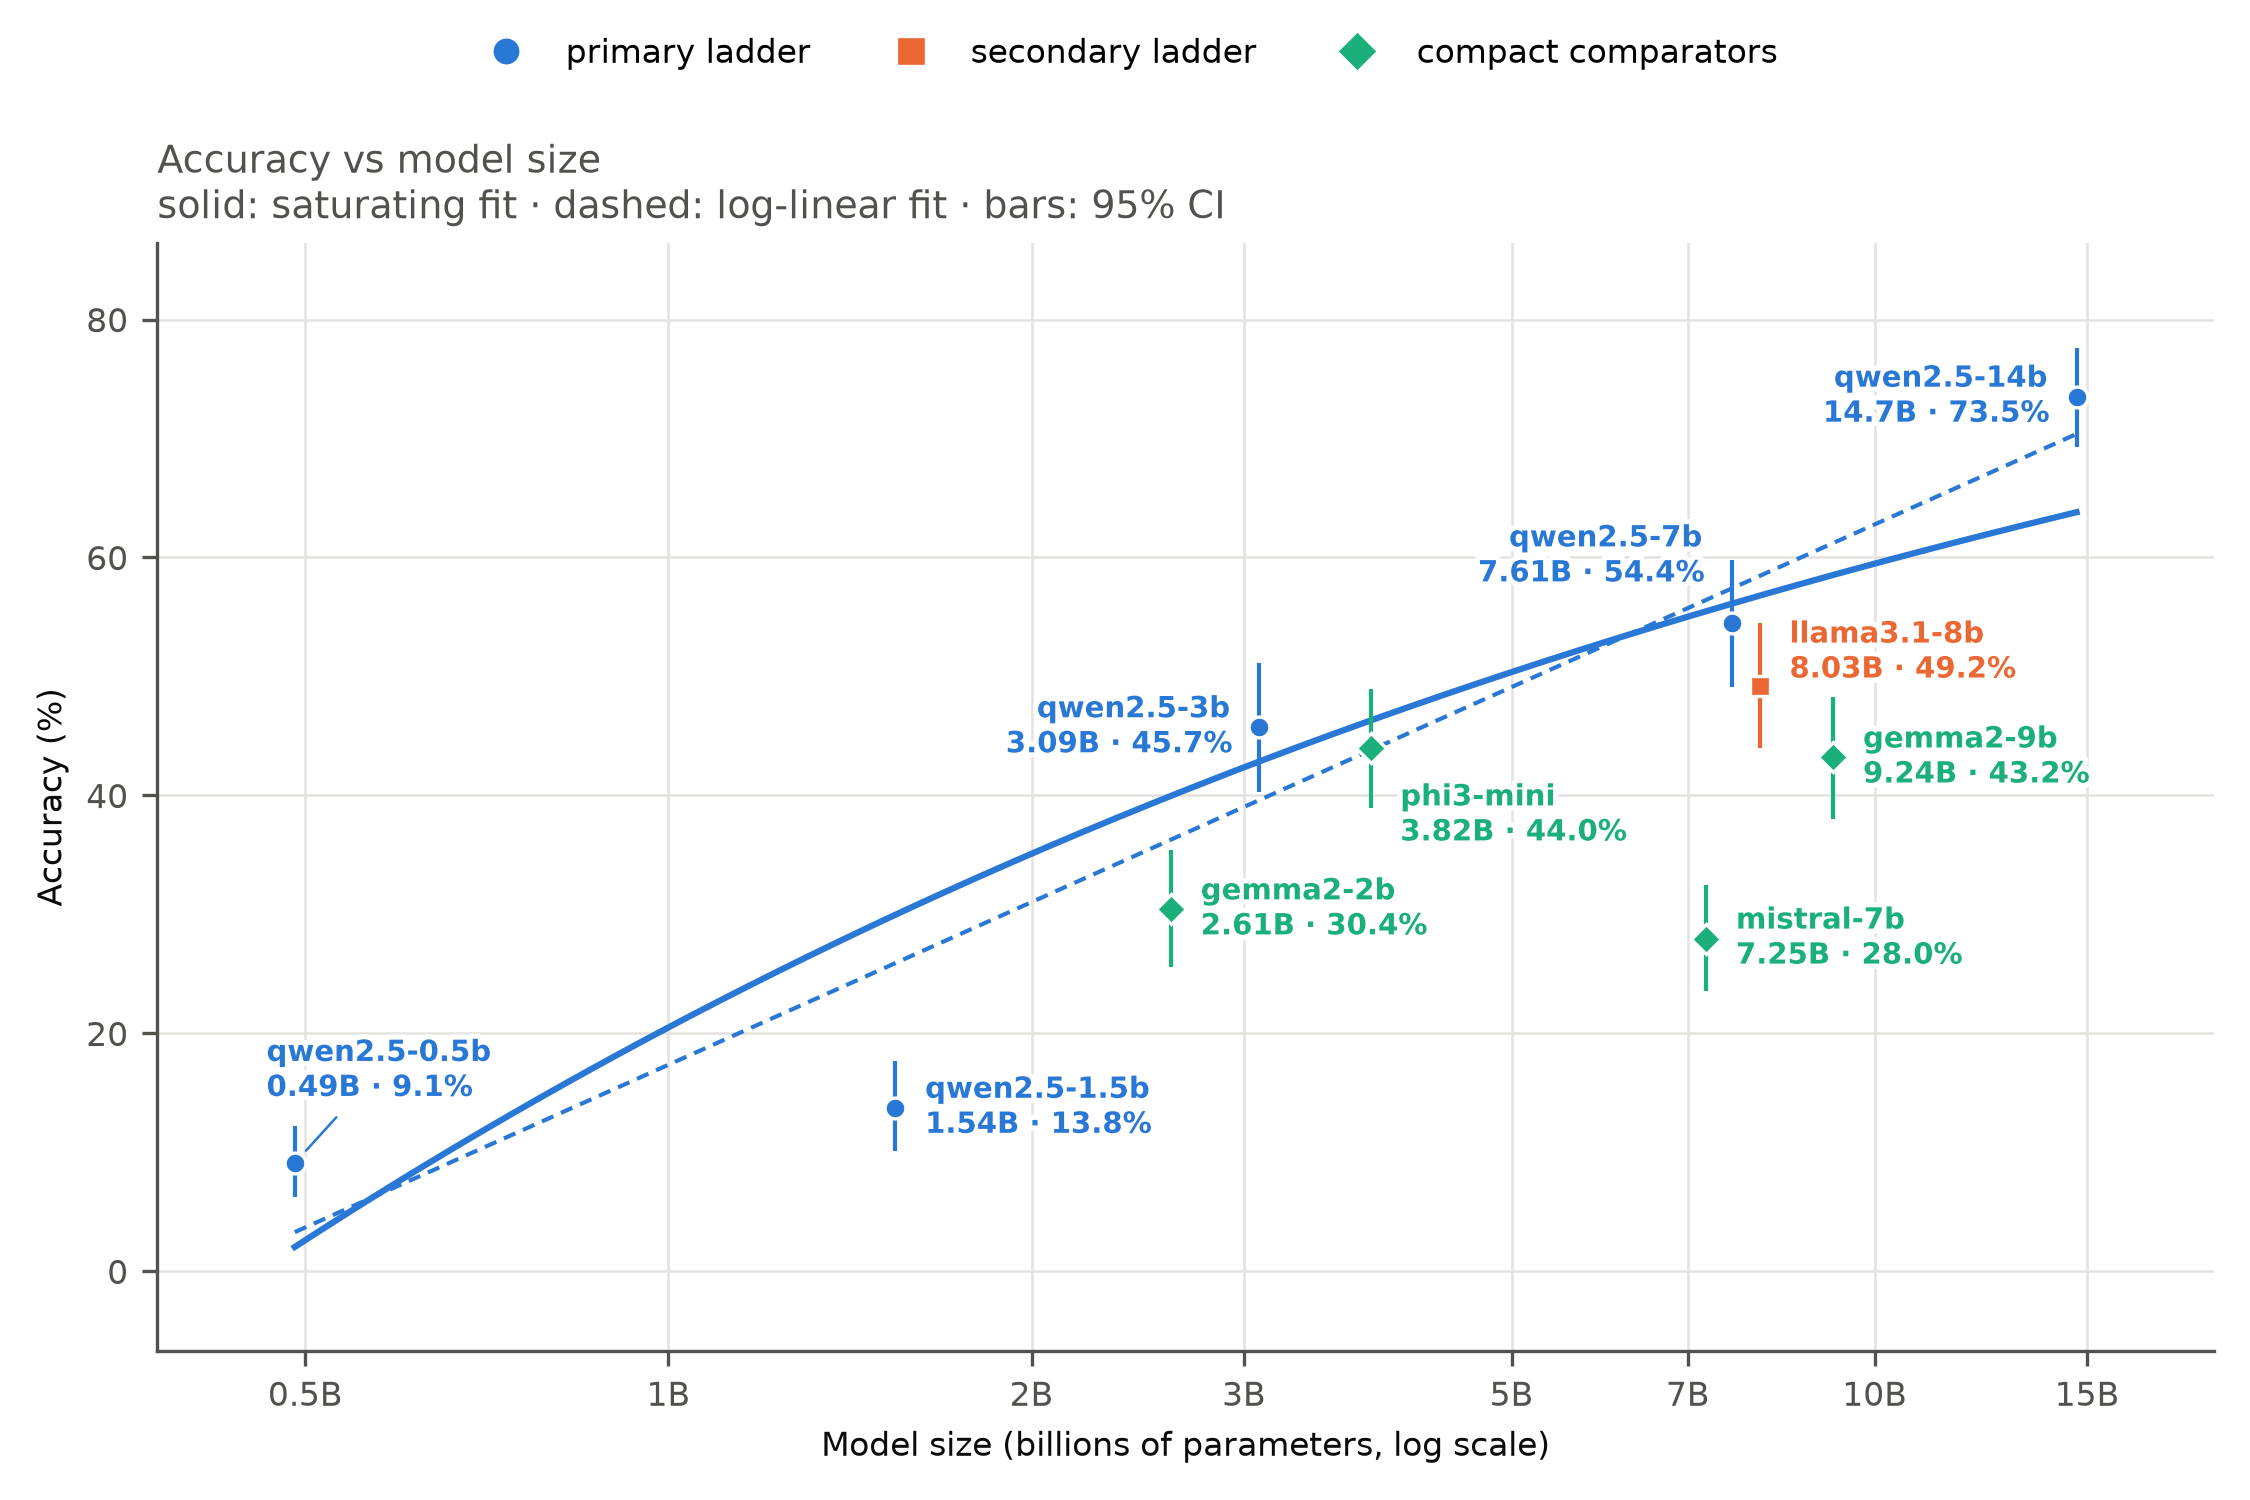 primary ladder
secondary ladder
compact comparators
Accuracy vs model size
solid: saturating fit · dashed: log-linear fit · bars: 95% CI
Accuracy (%)
80
60
40
20
0
qwen2.5-14b
14.7B · 73.5%
qwen2.5-7b
7.61B · 54.4%
llama3.1-8b
8.03B · 49.2%
qwen2.5-3b
3.09B · 45.7%
gemma2-9b
9.24B · 43.2%
phi3-mini
3.82B · 44.0%
gemma2-2b
2.61B · 30.4%
mistral-7b
7.25B · 28.0%
qwen2.5-0.5b
0.49B · 9.1%
qwen2.5-1.5b
1.54B · 13.8%
0.5B
1B
2B
3B
5B
7B
10B
15B
Model size (billions of parameters, log scale)